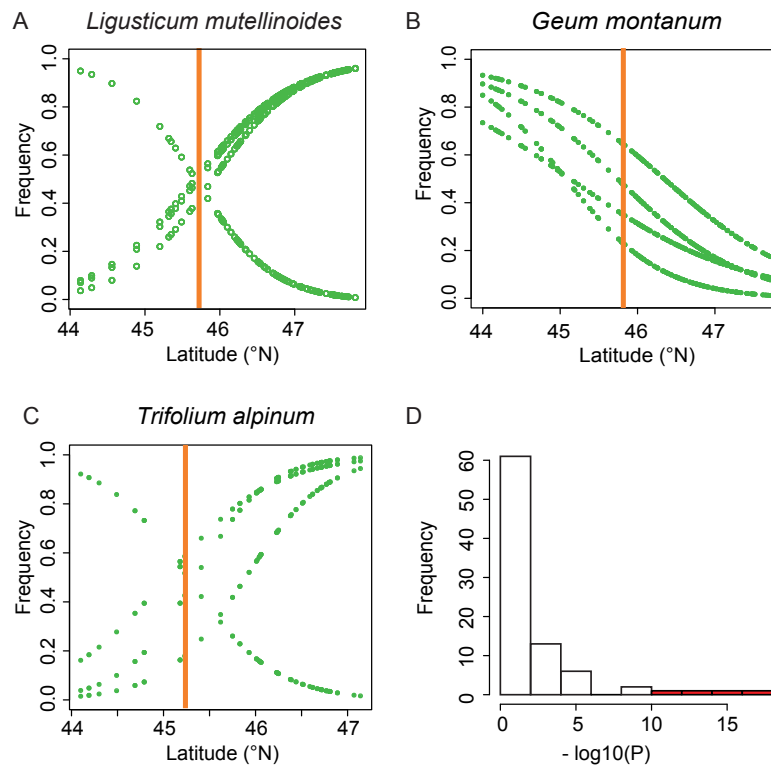 A
Ligusticum mutellinoides
Frequency
0.0 0.2 0.4 0.6 0.8 1.0
44 45 46 47
Latitude (°N)
B
Geum montanum
Frequency
0.0 0.2 0.4 0.6 0.8 1.0
44 45 46 47
Latitude (°N)
C
Trifolium alpinum
Frequency
0.0 0.2 0.4 0.6 0.8 1.0
44 45 46 47
Latitude (°N)
D
Frequency
0 10 20 30 40 50 60
0 5 10 15
- log10(P)